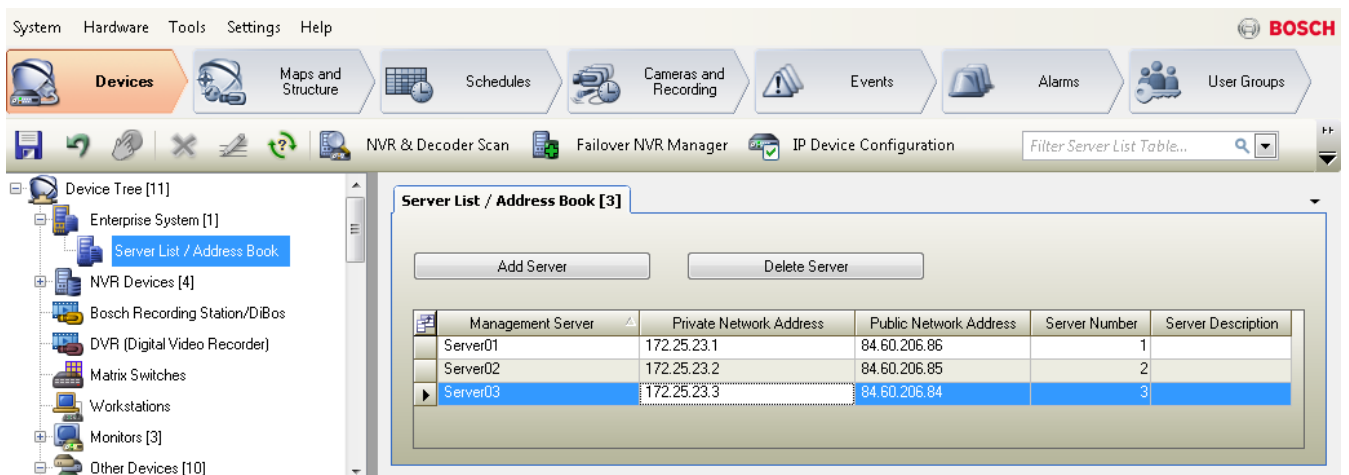 System Hardware Tools Settings Help
BOSCH
Devices
Maps and
Structure
Schedules
Cameras and
Recording
Events
Alarms
User Groups
NVR & Decoder Scan Failover NVR Manager IP Device Configuration Filter Server List Table...
Device Tree [11]
Enterprise System [1]
Server List / Address Book
NVR Devices [4]
Bosch Recording Station/DiBos
DVR (Digital Video Recorder)
Matrix Switches
Workstations
Monitors [3]
Other Devices [10]
Server List / Address Book [3]
Add Server Delete Server
Management Server Private Network Address Public Network Address Server Number Server Description
Server01 172.25.23.1 84.60.206.86 1
Server02 172.25.23.2 84.60.206.85 2
Server03 172.25.23.3 84.60.206.84 3